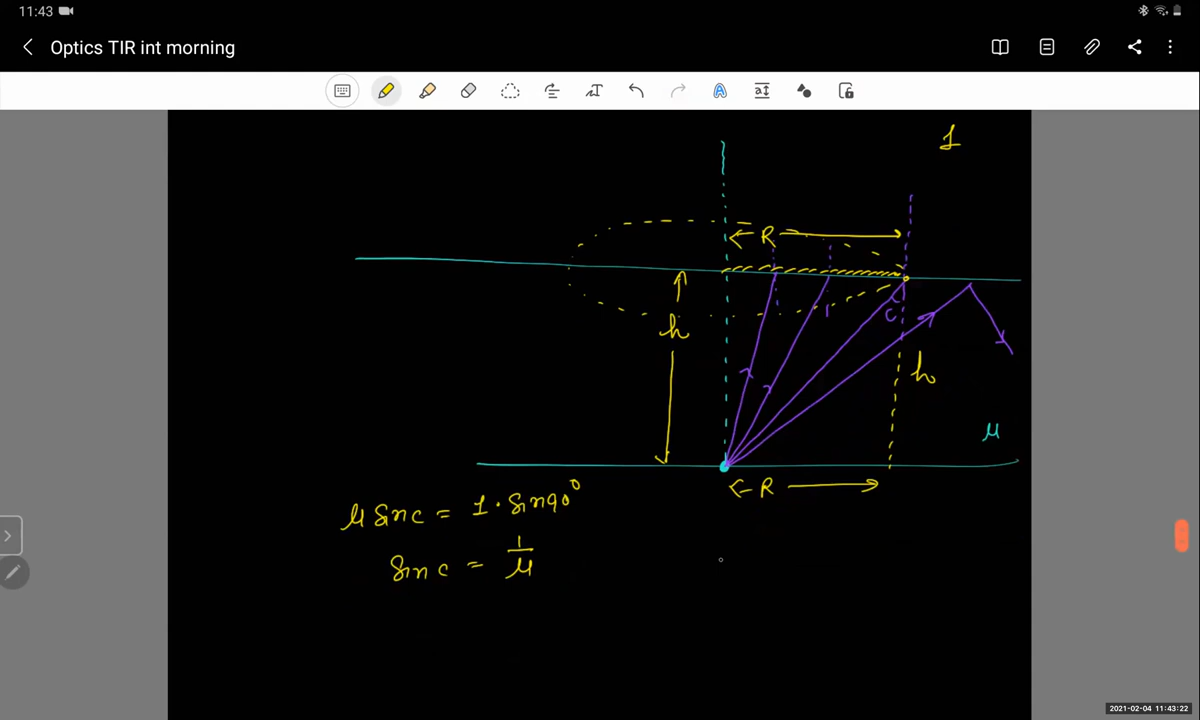 11:43
Optics TIR int morning
1
R
h
c
h
μ
R
μ sin c = 1 · sin 90°
sin c = 1/μ
2021-02-04 11:43:22